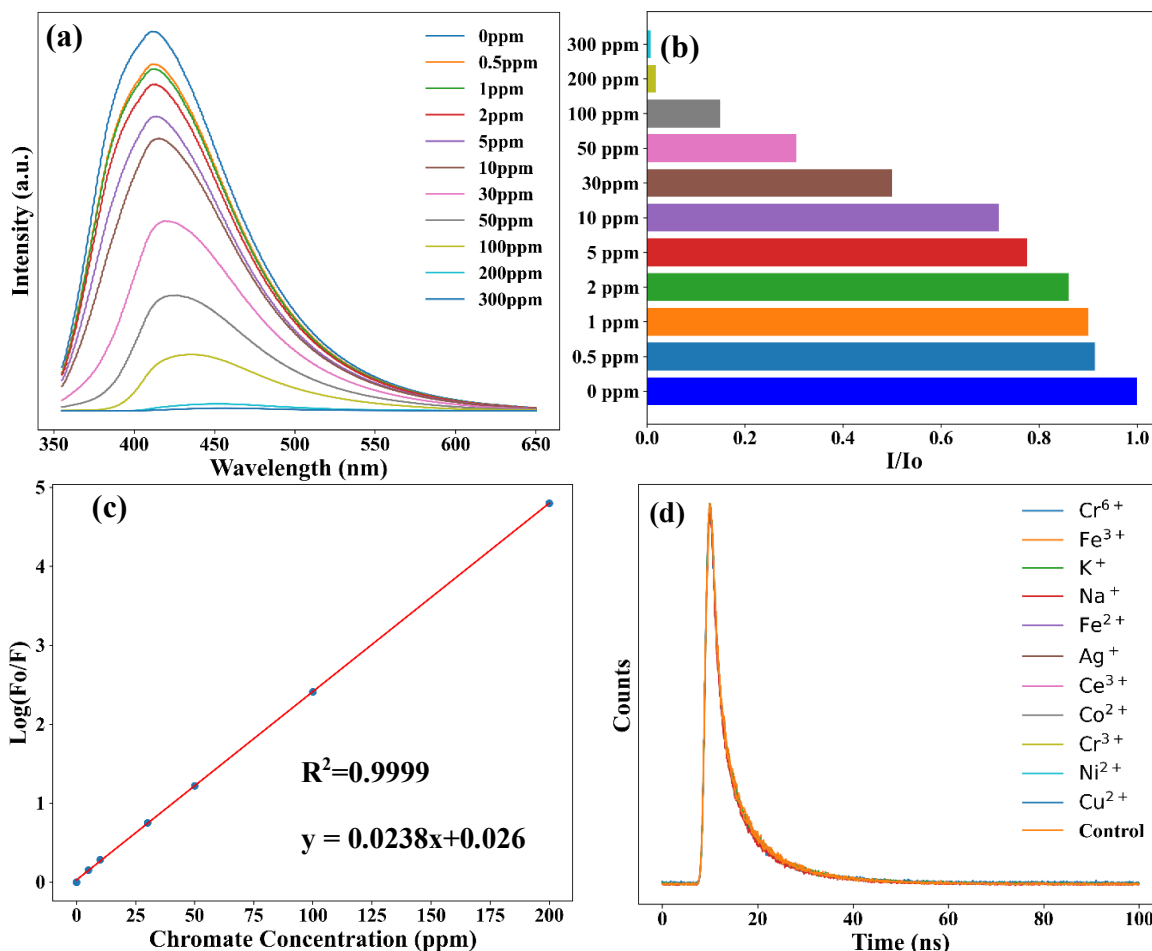 (a)
0ppm
0.5ppm
1ppm
2ppm
5ppm
10ppm
30ppm
50ppm
100ppm
200ppm
300ppm
Intensity (a.u.)
350 400 450 500 550 600 650
Wavelength (nm)
(b)
300 ppm
200 ppm
100 ppm
50 ppm
30ppm
10 ppm
5 ppm
2 ppm
1 ppm
0.5 ppm
0 ppm
0.0 0.2 0.4 0.6 0.8 1.0
I/Io
(c)
5
4
3
2
1
0
Log(Fo/F)
R²=0.9999
y = 0.0238x+0.026
0 25 50 75 100 125 150 175 200
Chromate Concentration (ppm)
(d)
Cr⁶⁺
Fe³⁺
K⁺
Na⁺
Fe²⁺
Ag⁺
Ce³⁺
Co²⁺
Cr³⁺
Ni²⁺
Cu²⁺
Control
Counts
0 20 40 60 80 100
Time (ns)